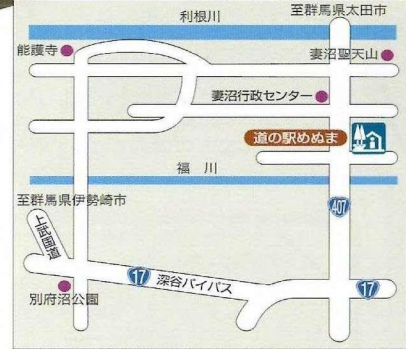 至群馬県太田市
利根川
能護寺
妻沼聖天山
妻沼行政センター
道の駅めぬま
福川
至群馬県伊勢崎市
上武国道
407
17
深谷バイパス
17
別府沼公園